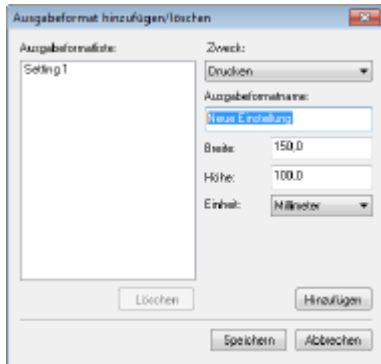 Ausgabeformat hinzufügen/löschen
Ausgabeformatliste:
Setting 1
Zweck:
Drucken
Ausgabeformatname:
Neue Einstellung
Breite: 150,0
Höhe: 100.0
Einheit: Millimeter
Löschen
Hinzufügen
Speichern
Abbrechen